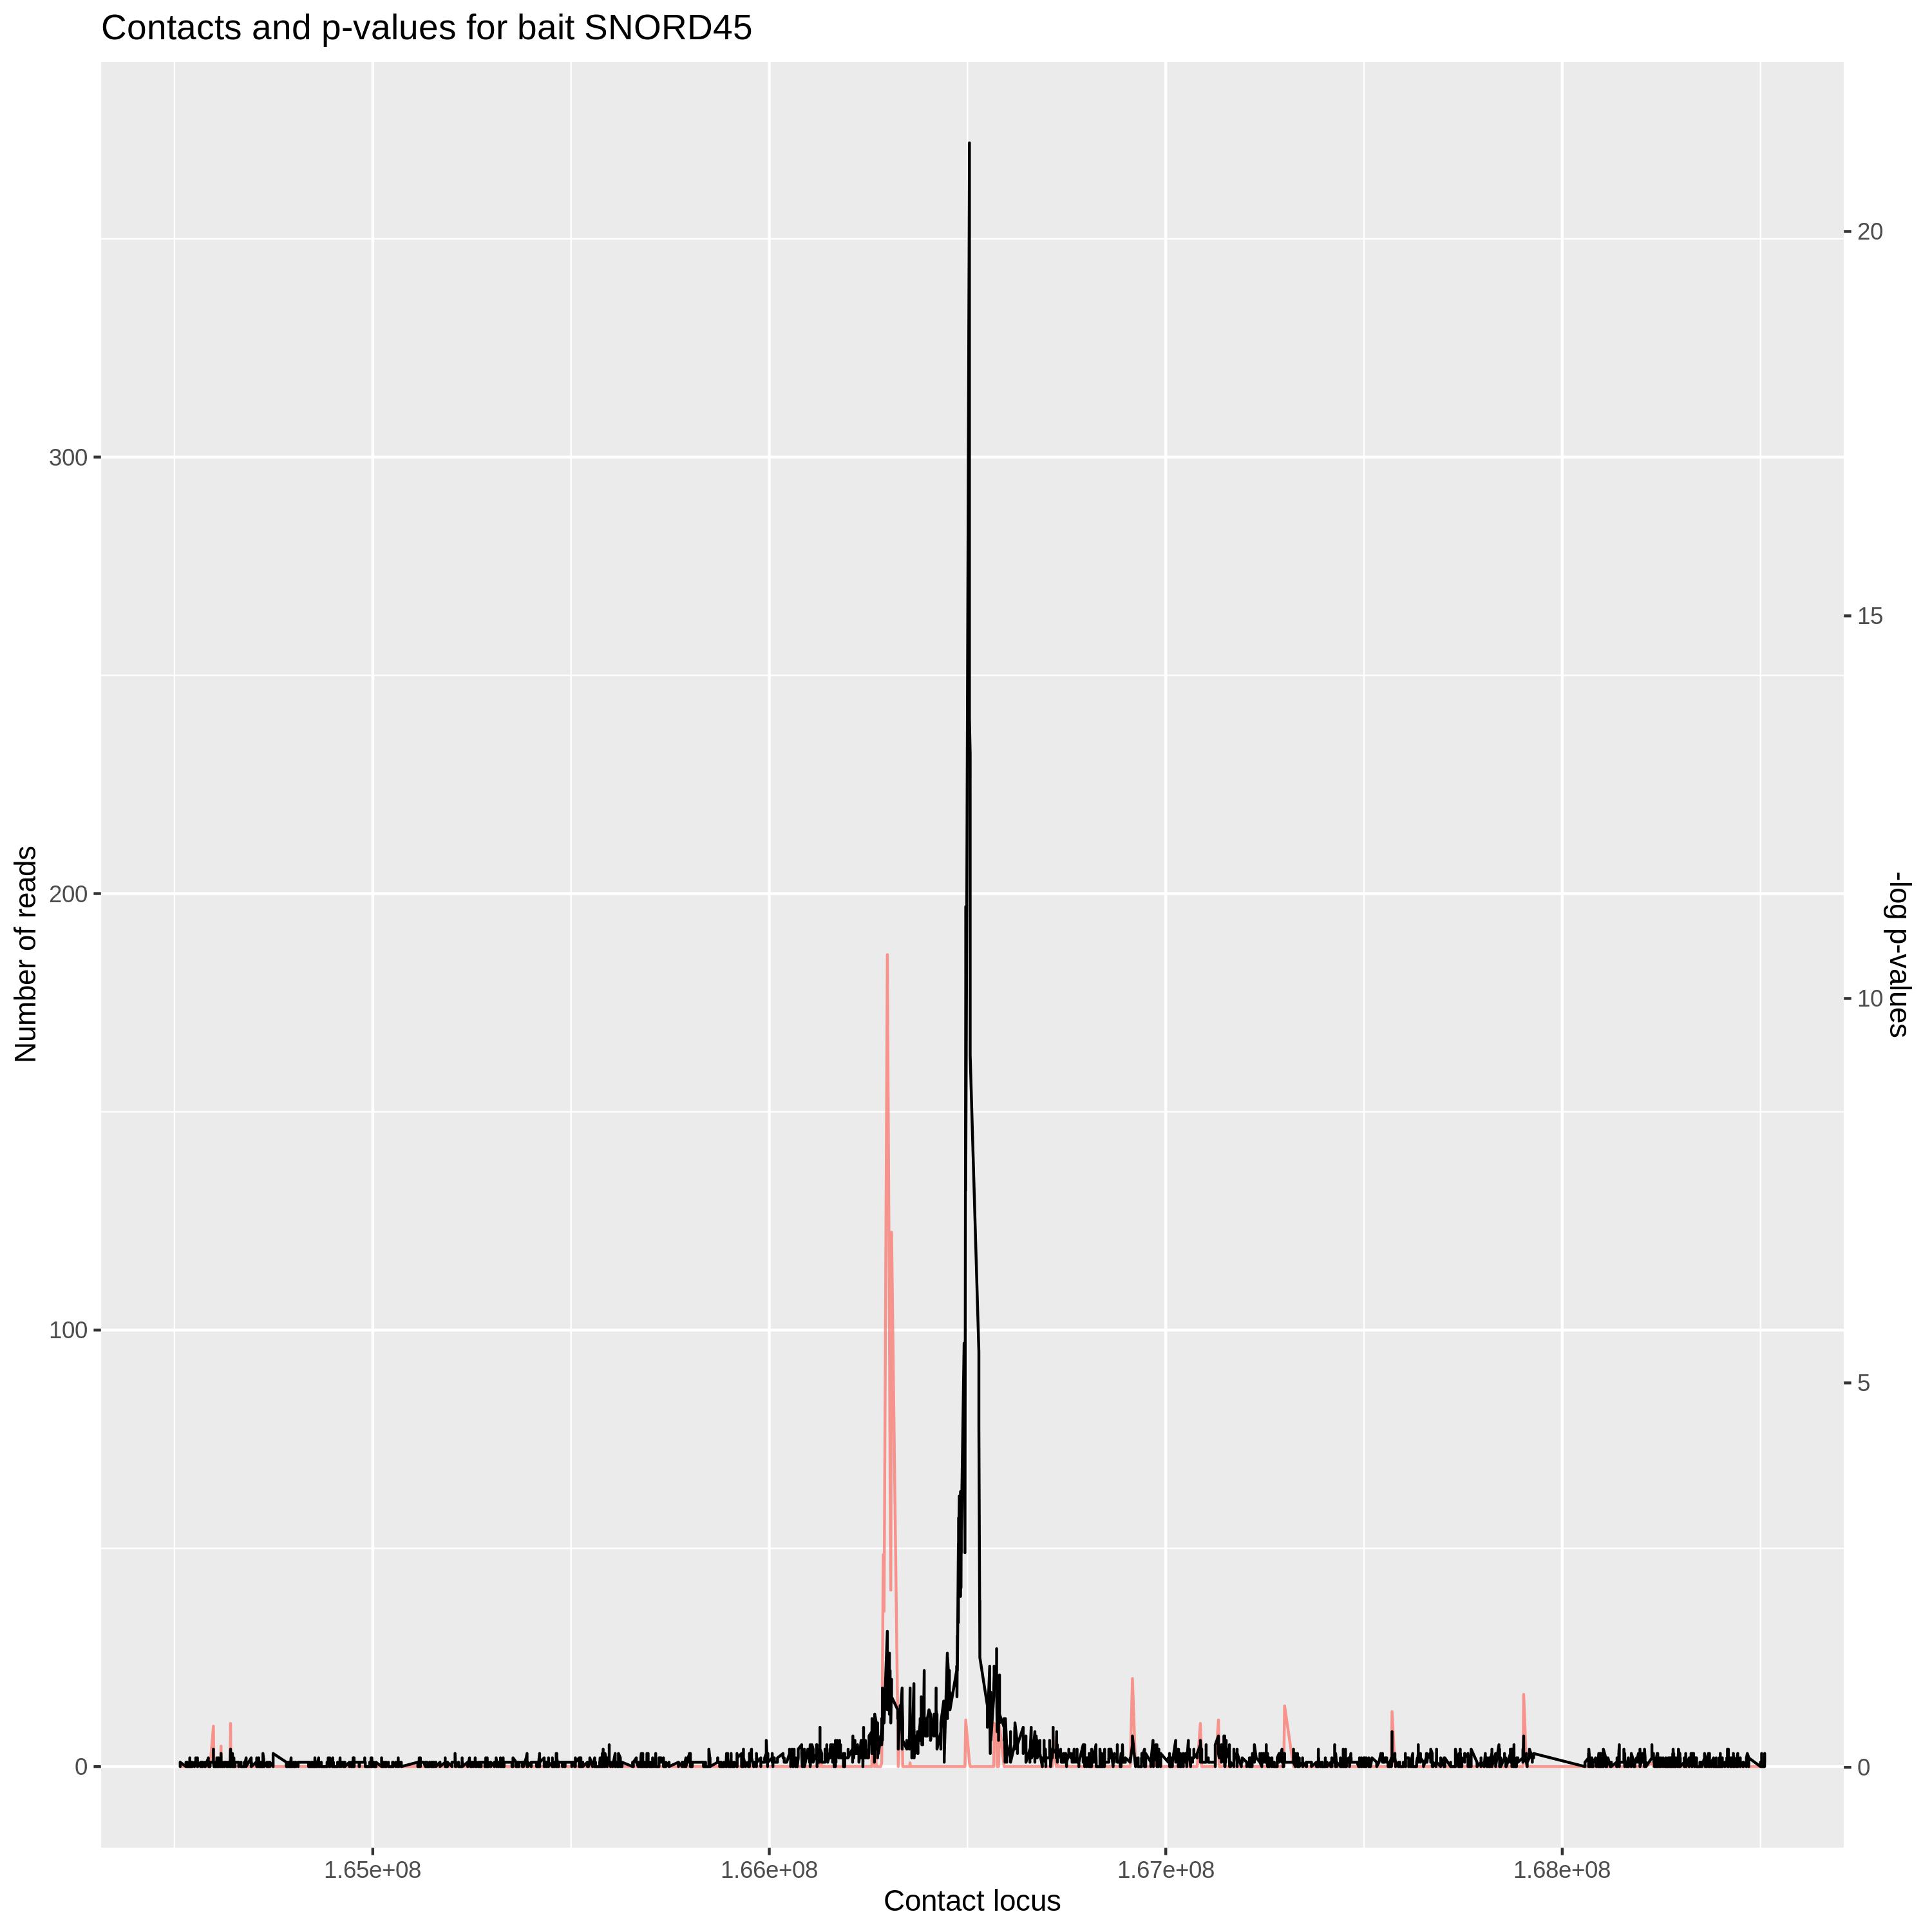 Contacts and p-values for bait SNORD45
Number of reads
300
200
100
0
20
15
10
5
0
-log p-values
1.65e+08
1.66e+08
1.67e+08
1.68e+08
Contact locus